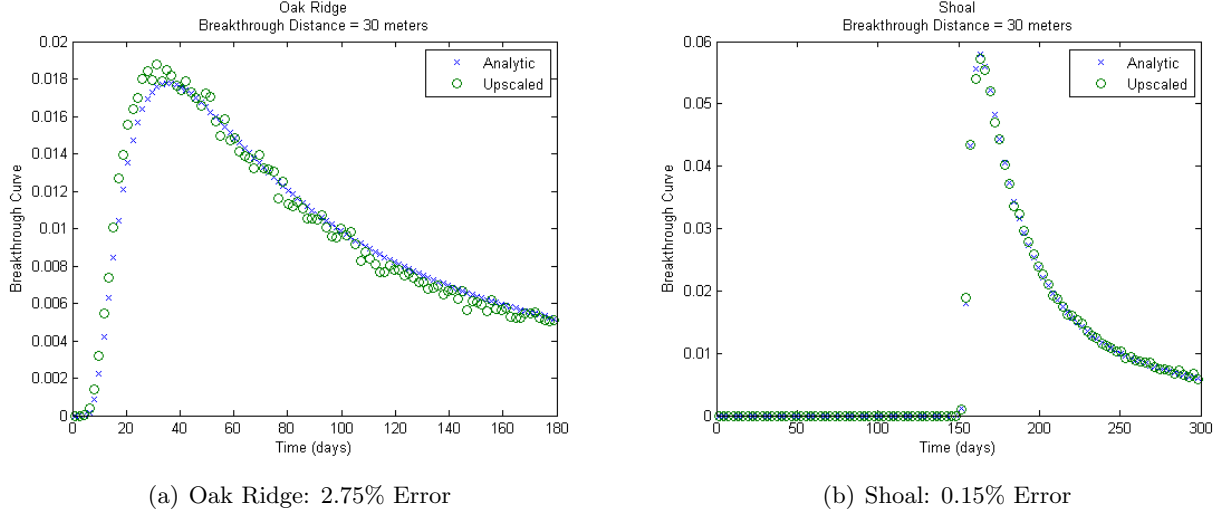 Oak Ridge
Breakthrough Distance = 30 meters
0.02
0.018
0.016
0.014
0.012
0.01
0.008
0.006
0.004
0.002
0
Breakthrough Curve
Analytic
Upscaled
0 20 40 60 80 100 120 140 160 180
Time (days)
(a) Oak Ridge: 2.75% Error
Shoal
Breakthrough Distance = 30 meters
0.06
0.05
0.04
0.03
0.02
0.01
0
Breakthrough Curve
Analytic
Upscaled
0 50 100 150 200 250 300
Time (days)
(b) Shoal: 0.15% Error